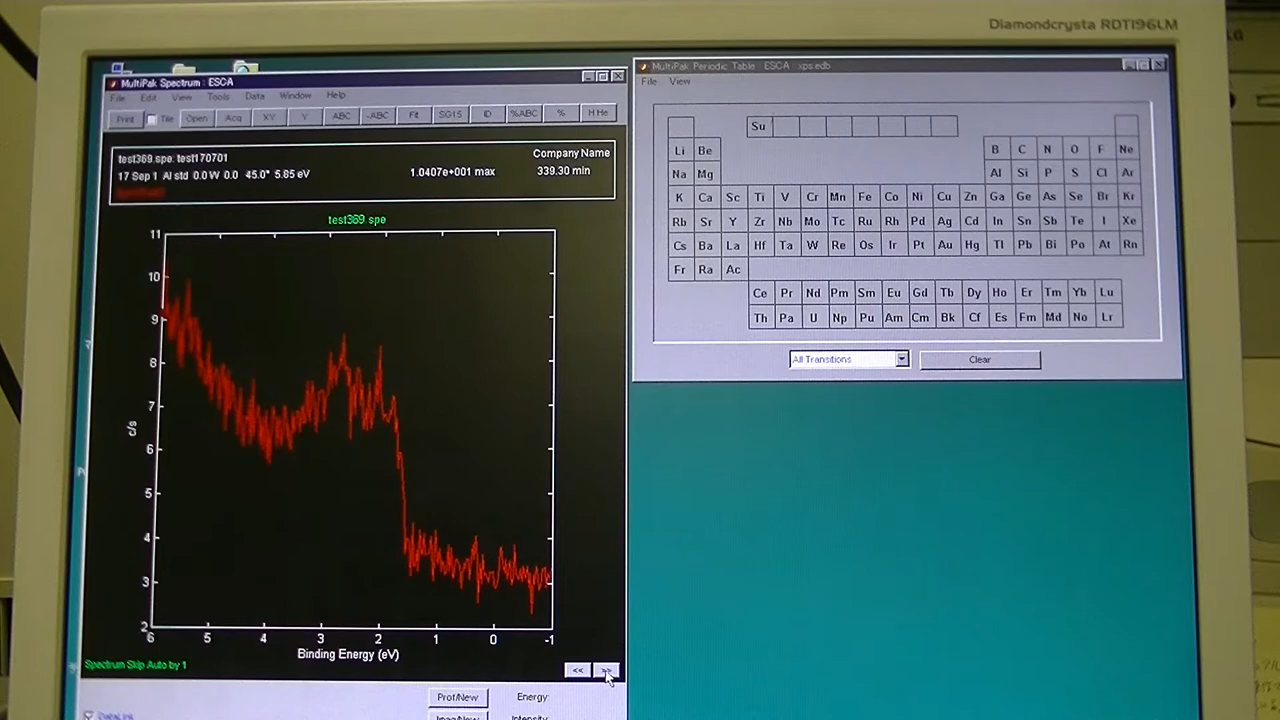 Diamondcrysta RDT196LM
MultiPak Spectrum : ESCA
File Edit View Tools Data Window Help
Print Tile Open Acq XY Y ABC -ABC Fit SG15 ID %ABC % H He
test369.spe: test170701
Company Name
17 Sep 1 Al std 0.0 W 0.0 45.0° 5.85 eV
1.0407e+001 max
339.30 min
test369.spe
11
10
9
8
7
6
5
4
3
2
c/s
6 5 4 3 2 1 0 -1
Binding Energy (eV)
Spectrum Skip Auto by 1
<< >>
Prof/New
Energy:
Intensity:
DataLink
MultiPak Periodic Table ESCA : xps.edb
File View
Su
Li Be B C N O F Ne
Na Mg Al Si P S Cl Ar
K Ca Sc Ti V Cr Mn Fe Co Ni Cu Zn Ga Ge As Se Br Kr
Rb Sr Y Zr Nb Mo Tc Ru Rh Pd Ag Cd In Sn Sb Te I Xe
Cs Ba La Hf Ta W Re Os Ir Pt Au Hg Tl Pb Bi Po At Rn
Fr Ra Ac
Ce Pr Nd Pm Sm Eu Gd Tb Dy Ho Er Tm Yb Lu
Th Pa U Np Pu Am Cm Bk Cf Es Fm Md No Lr
All Transitions
Clear